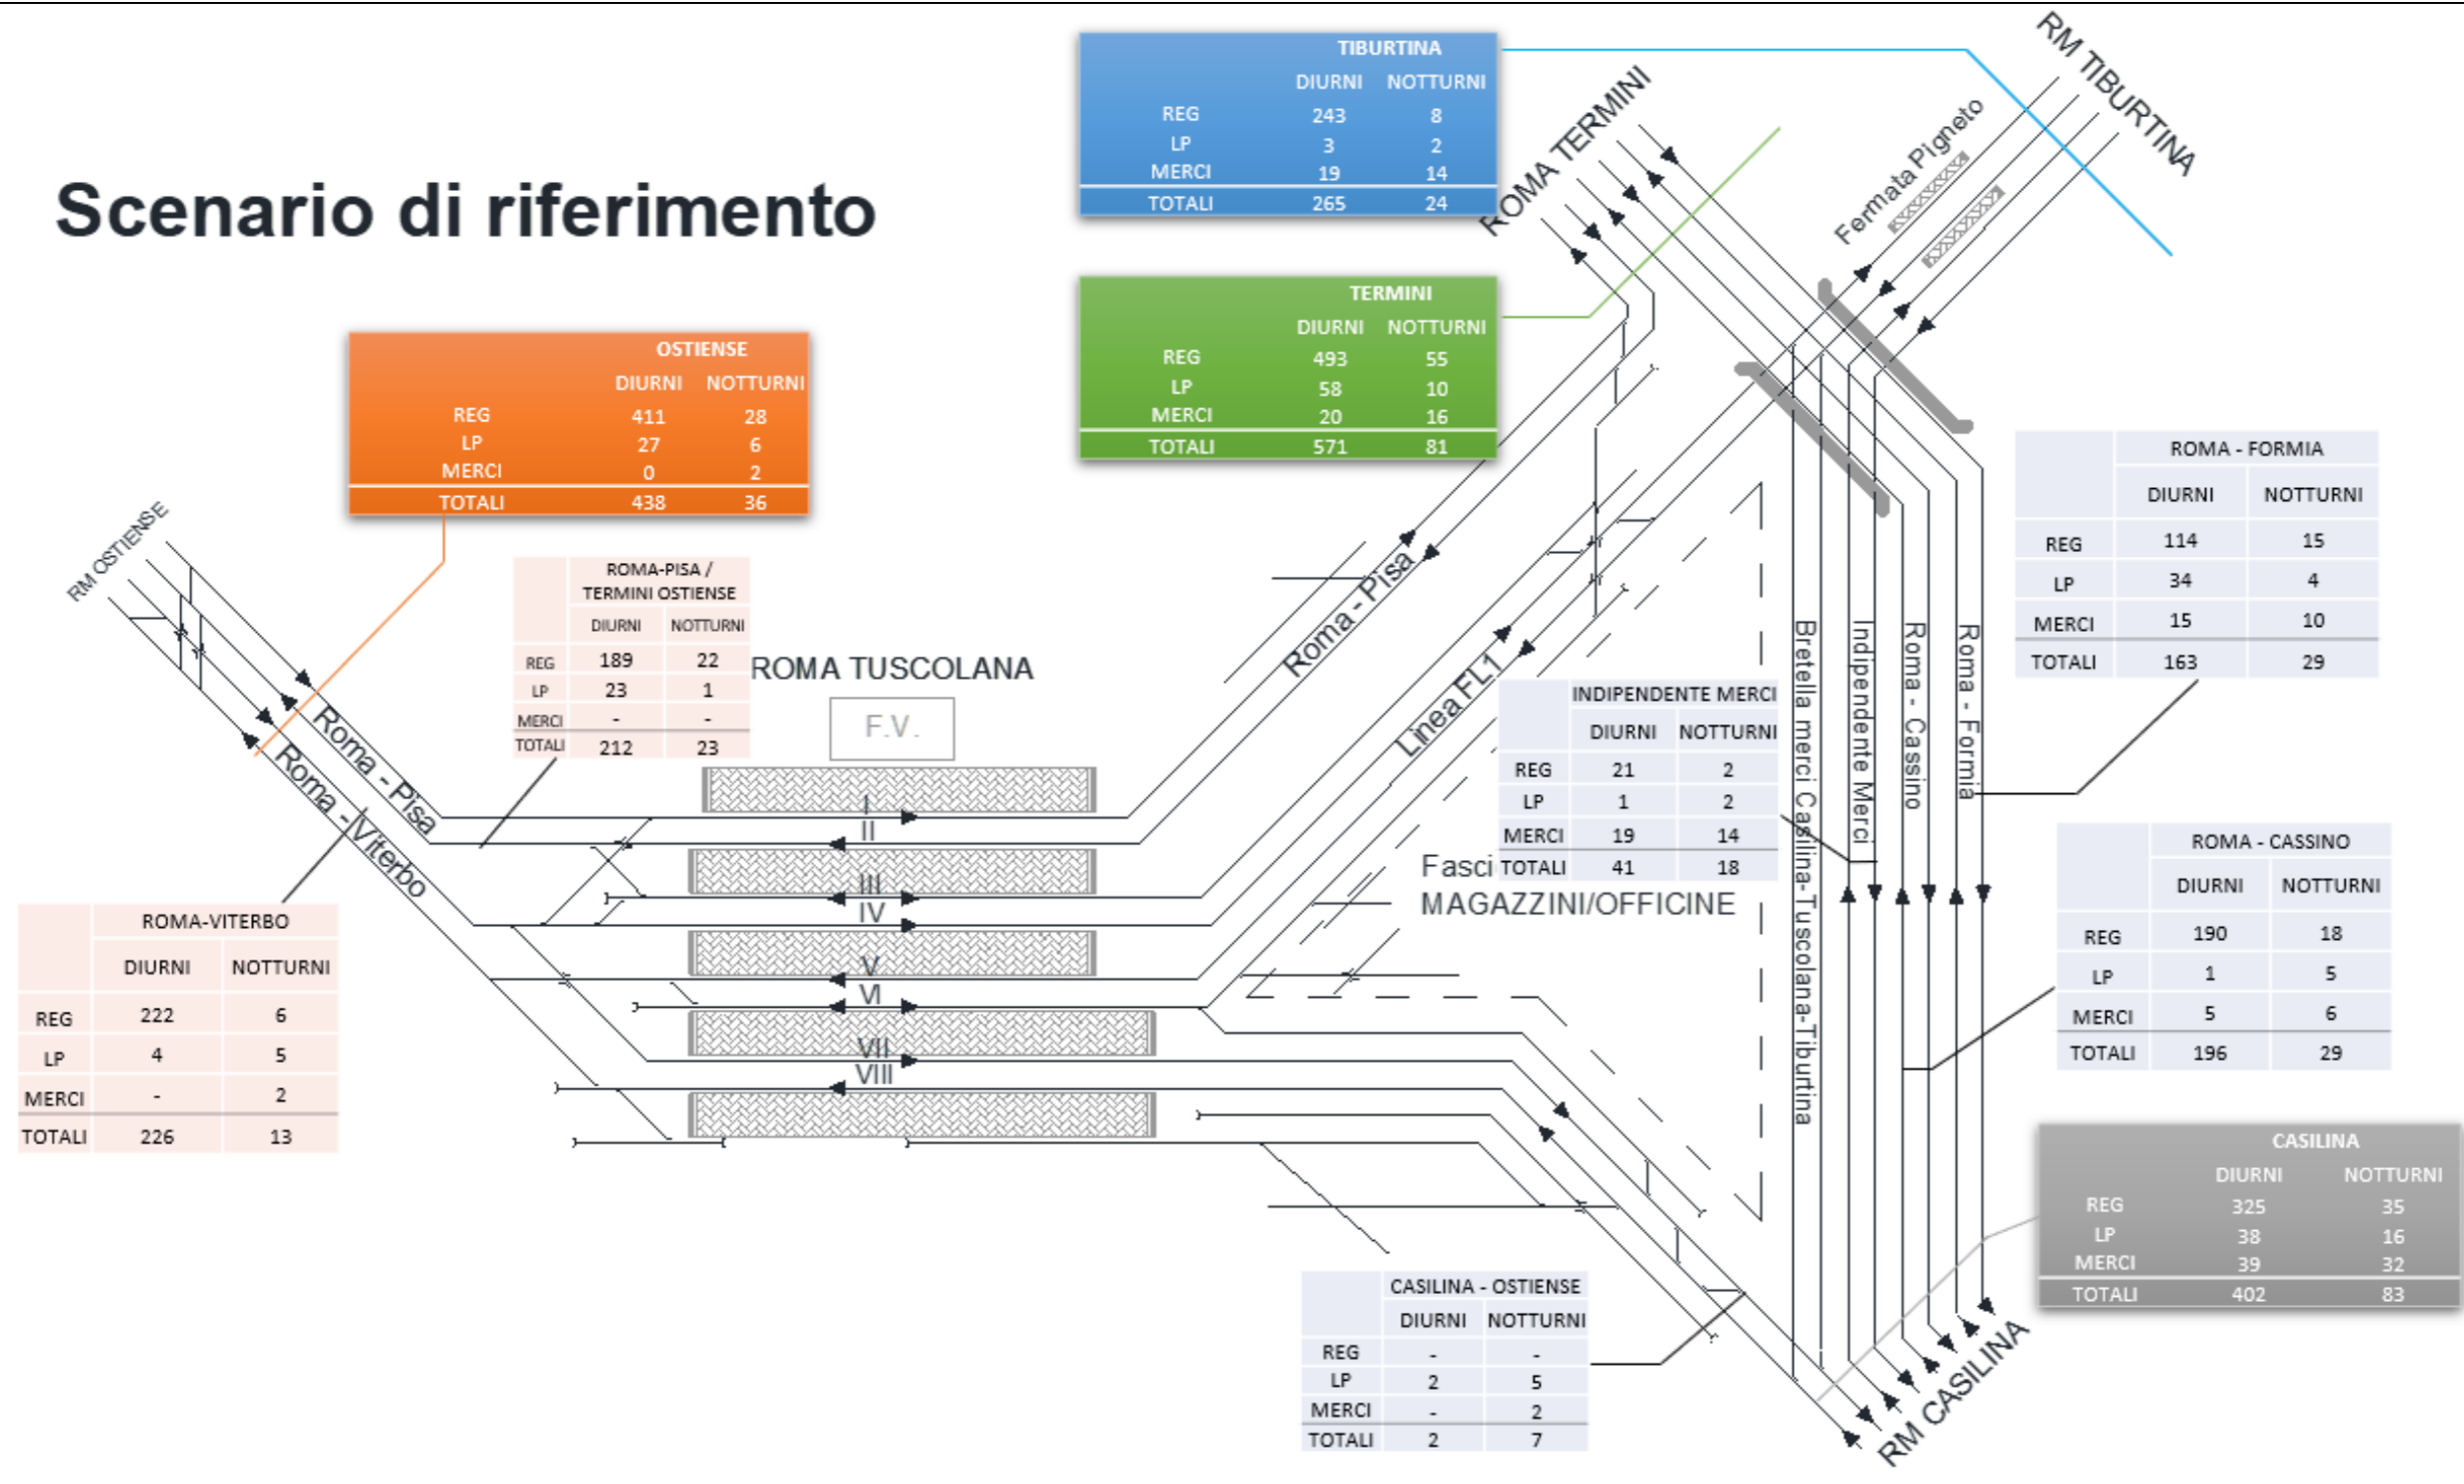 Scenario di riferimento
TIBURTINA
DIURNI NOTTURNI
REG 243 8
LP 3 2
MERCI 19 14
TOTALI 265 24
ROMA TERMINI
RM TIBURTINA
Fermata Pigneto
TERMINI
DIURNI NOTTURNI
REG 493 55
LP 58 10
MERCI 20 16
TOTALI 571 81
OSTIENSE
DIURNI NOTTURNI
REG 411 28
LP 27 6
MERCI 0 2
TOTALI 438 36
RM OSTIENSE
ROMA-PISA /
TERMINI OSTIENSE
DIURNI NOTTURNI
REG 189 22
LP 23 1
MERCI - -
TOTALI 212 23
ROMA TUSCOLANA
F.V.
Roma - Pisa
Roma - Viterbo
Roma - Pisa
Linea FL1
I
II
III
IV
V
VI
VII
VIII
ROMA-VITERBO
DIURNI NOTTURNI
REG 222 6
LP 4 5
MERCI - 2
TOTALI 226 13
INDIPENDENTE MERCI
DIURNI NOTTURNI
REG 21 2
LP 1 2
MERCI 19 14
TOTALI 41 18
Fasci
MAGAZZINI/OFFICINE
Bretella merci Casilina-Tuscolana-Tiburtina
Indipendente Merci
Roma - Cassino
Roma - Formia
ROMA - FORMIA
DIURNI NOTTURNI
REG 114 15
LP 34 4
MERCI 15 10
TOTALI 163 29
ROMA - CASSINO
DIURNI NOTTURNI
REG 190 18
LP 1 5
MERCI 5 6
TOTALI 196 29
CASILINA
DIURNI NOTTURNI
REG 325 35
LP 38 16
MERCI 39 32
TOTALI 402 83
CASILINA - OSTIENSE
DIURNI NOTTURNI
REG - -
LP 2 5
MERCI - 2
TOTALI 2 7
RM CASILINA